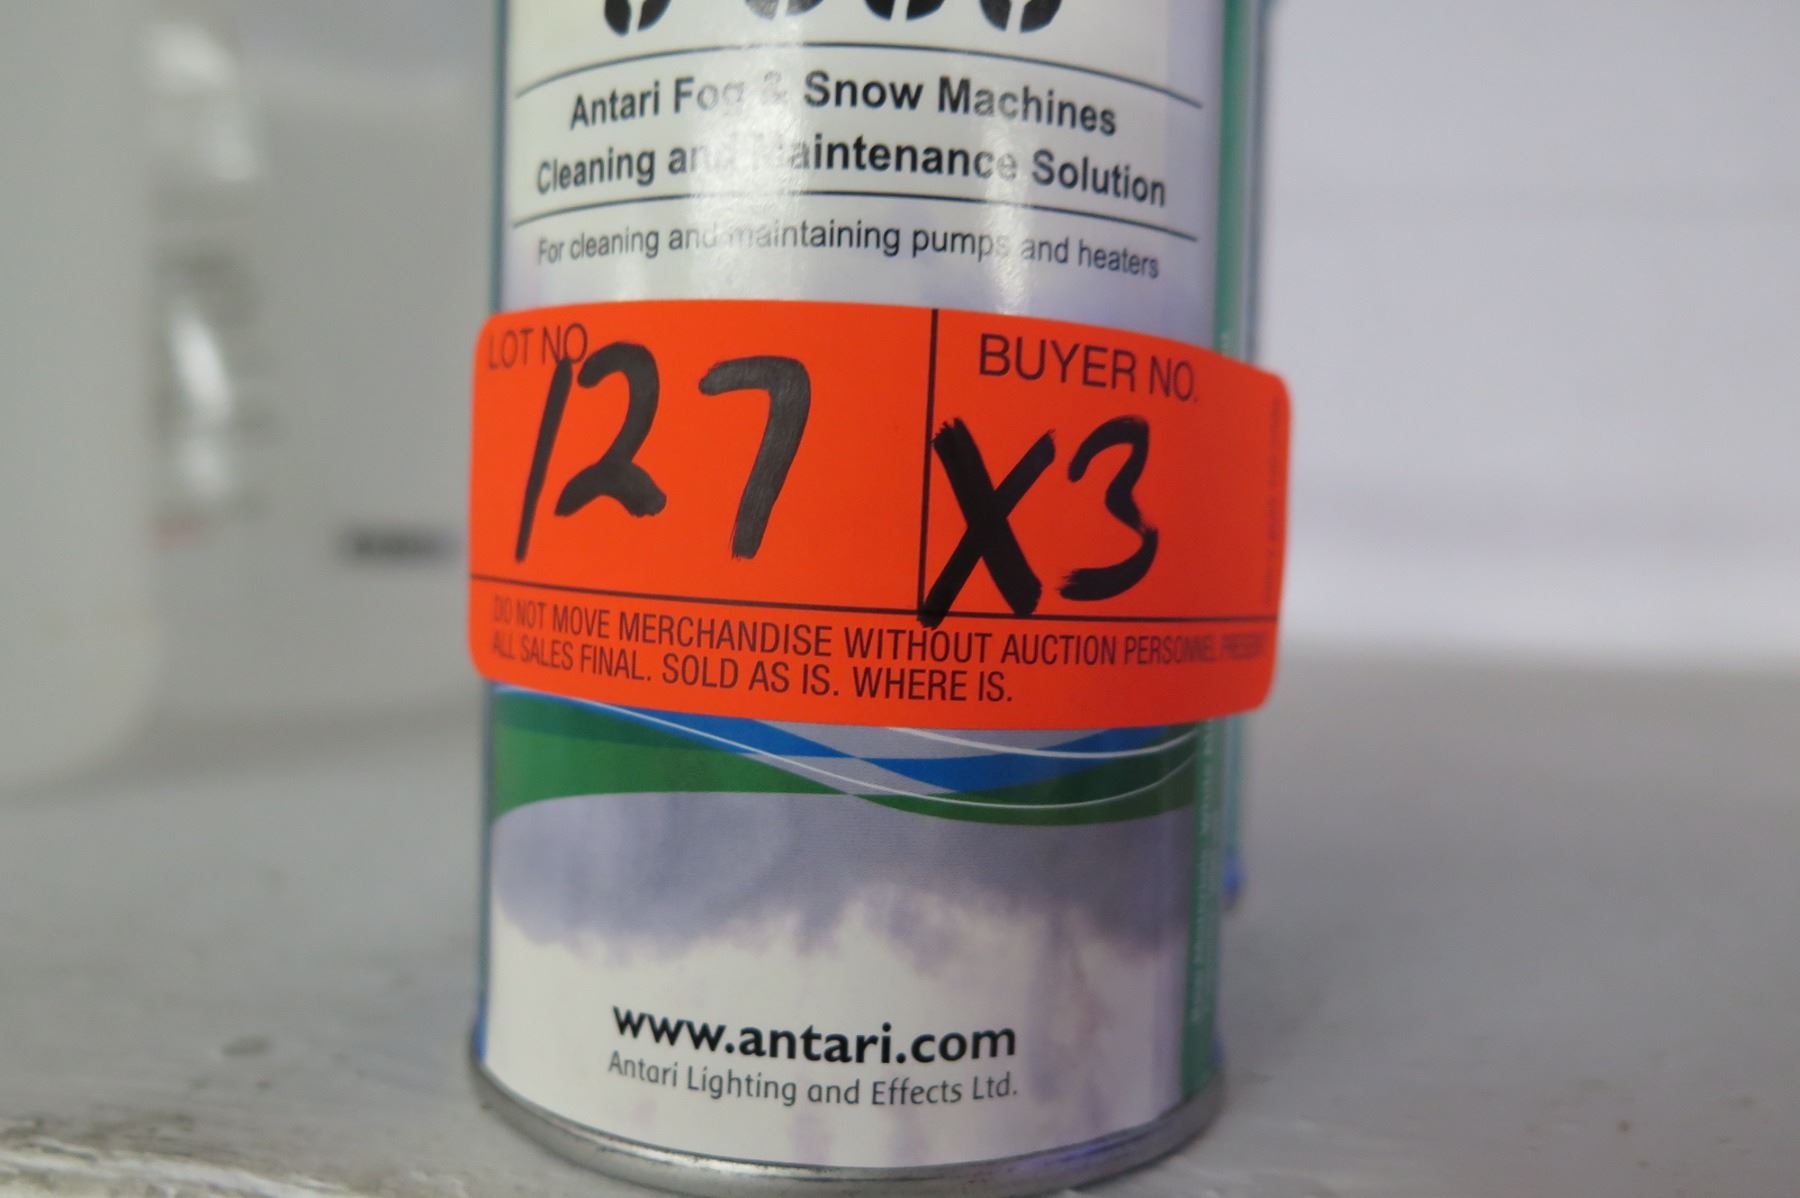 Antari Fog & Snow Machines
Cleaning and Maintenance Solution
For cleaning and maintaining pumps and heaters
LOT NO.
127
BUYER NO.
X3
DO NOT MOVE MERCHANDISE WITHOUT AUCTION PERSONNEL PRESENT
ALL SALES FINAL. SOLD AS IS. WHERE IS.
www.antari.com
Antari Lighting and Effects Ltd.